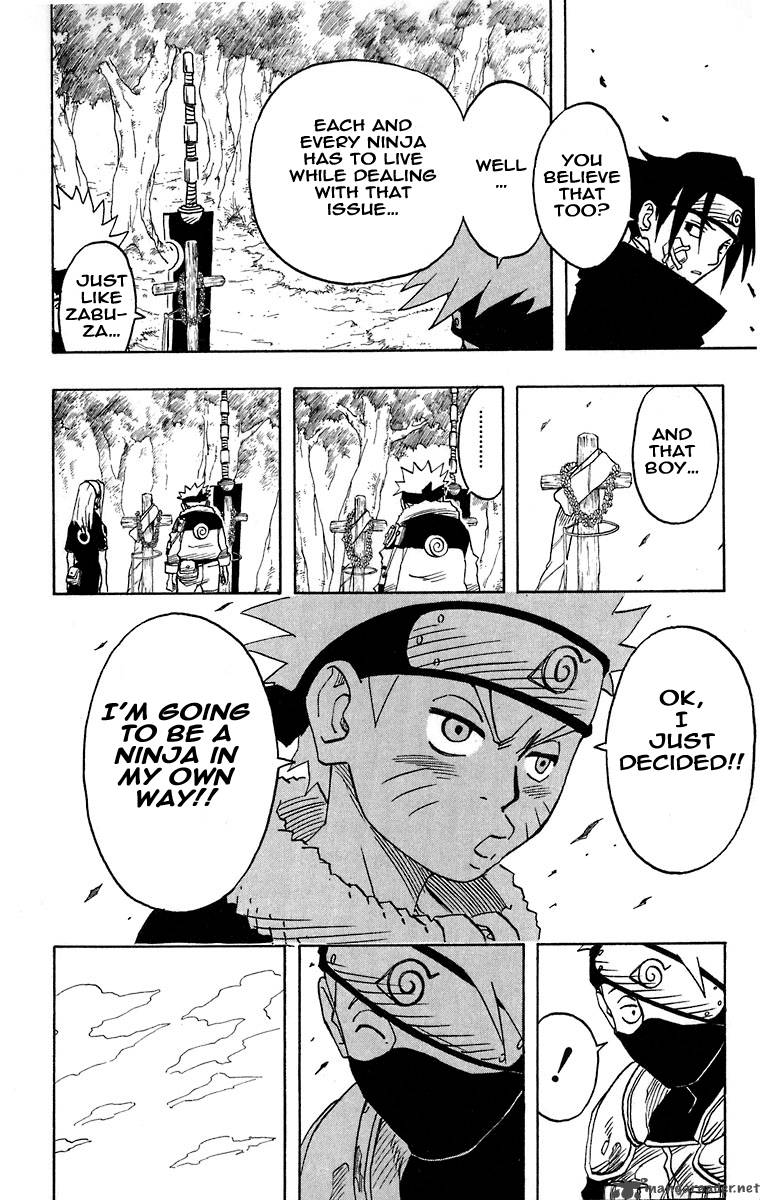 YOU
BELIEVE
THAT
TOO?
WELL
...
EACH AND
EVERY NINJA
HAS TO LIVE
WHILE DEALING
WITH THAT
ISSUE...
JUST
LIKE
ZABU-
ZA...
AND
THAT
BOY...
.........
OK,
I
JUST
DECIDED!!
I'M GOING
TO BE A
NINJA IN
MY OWN
WAY!!
!